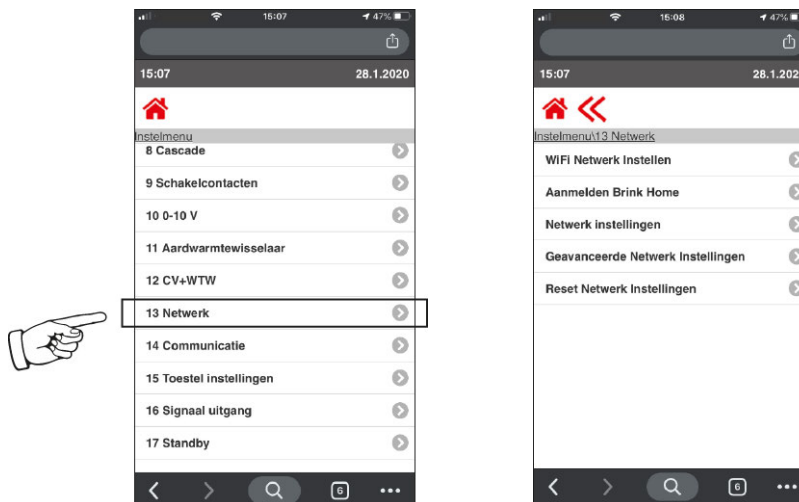 15:07 47%
15:07 28.1.2020
Instelmenu
8 Cascade
9 Schakelcontacten
10 0-10 V
11 Aardwarmtewisselaar
12 CV+WTW
13 Netwerk
14 Communicatie
15 Toestel instellingen
16 Signaal uitgang
17 Standby
6
15:08 47%
15:07 28.1.202
Instelmenu\13 Netwerk
WiFi Netwerk Instellen
Aanmelden Brink Home
Netwerk instellingen
Geavanceerde Netwerk Instellingen
Reset Netwerk Instellingen
6